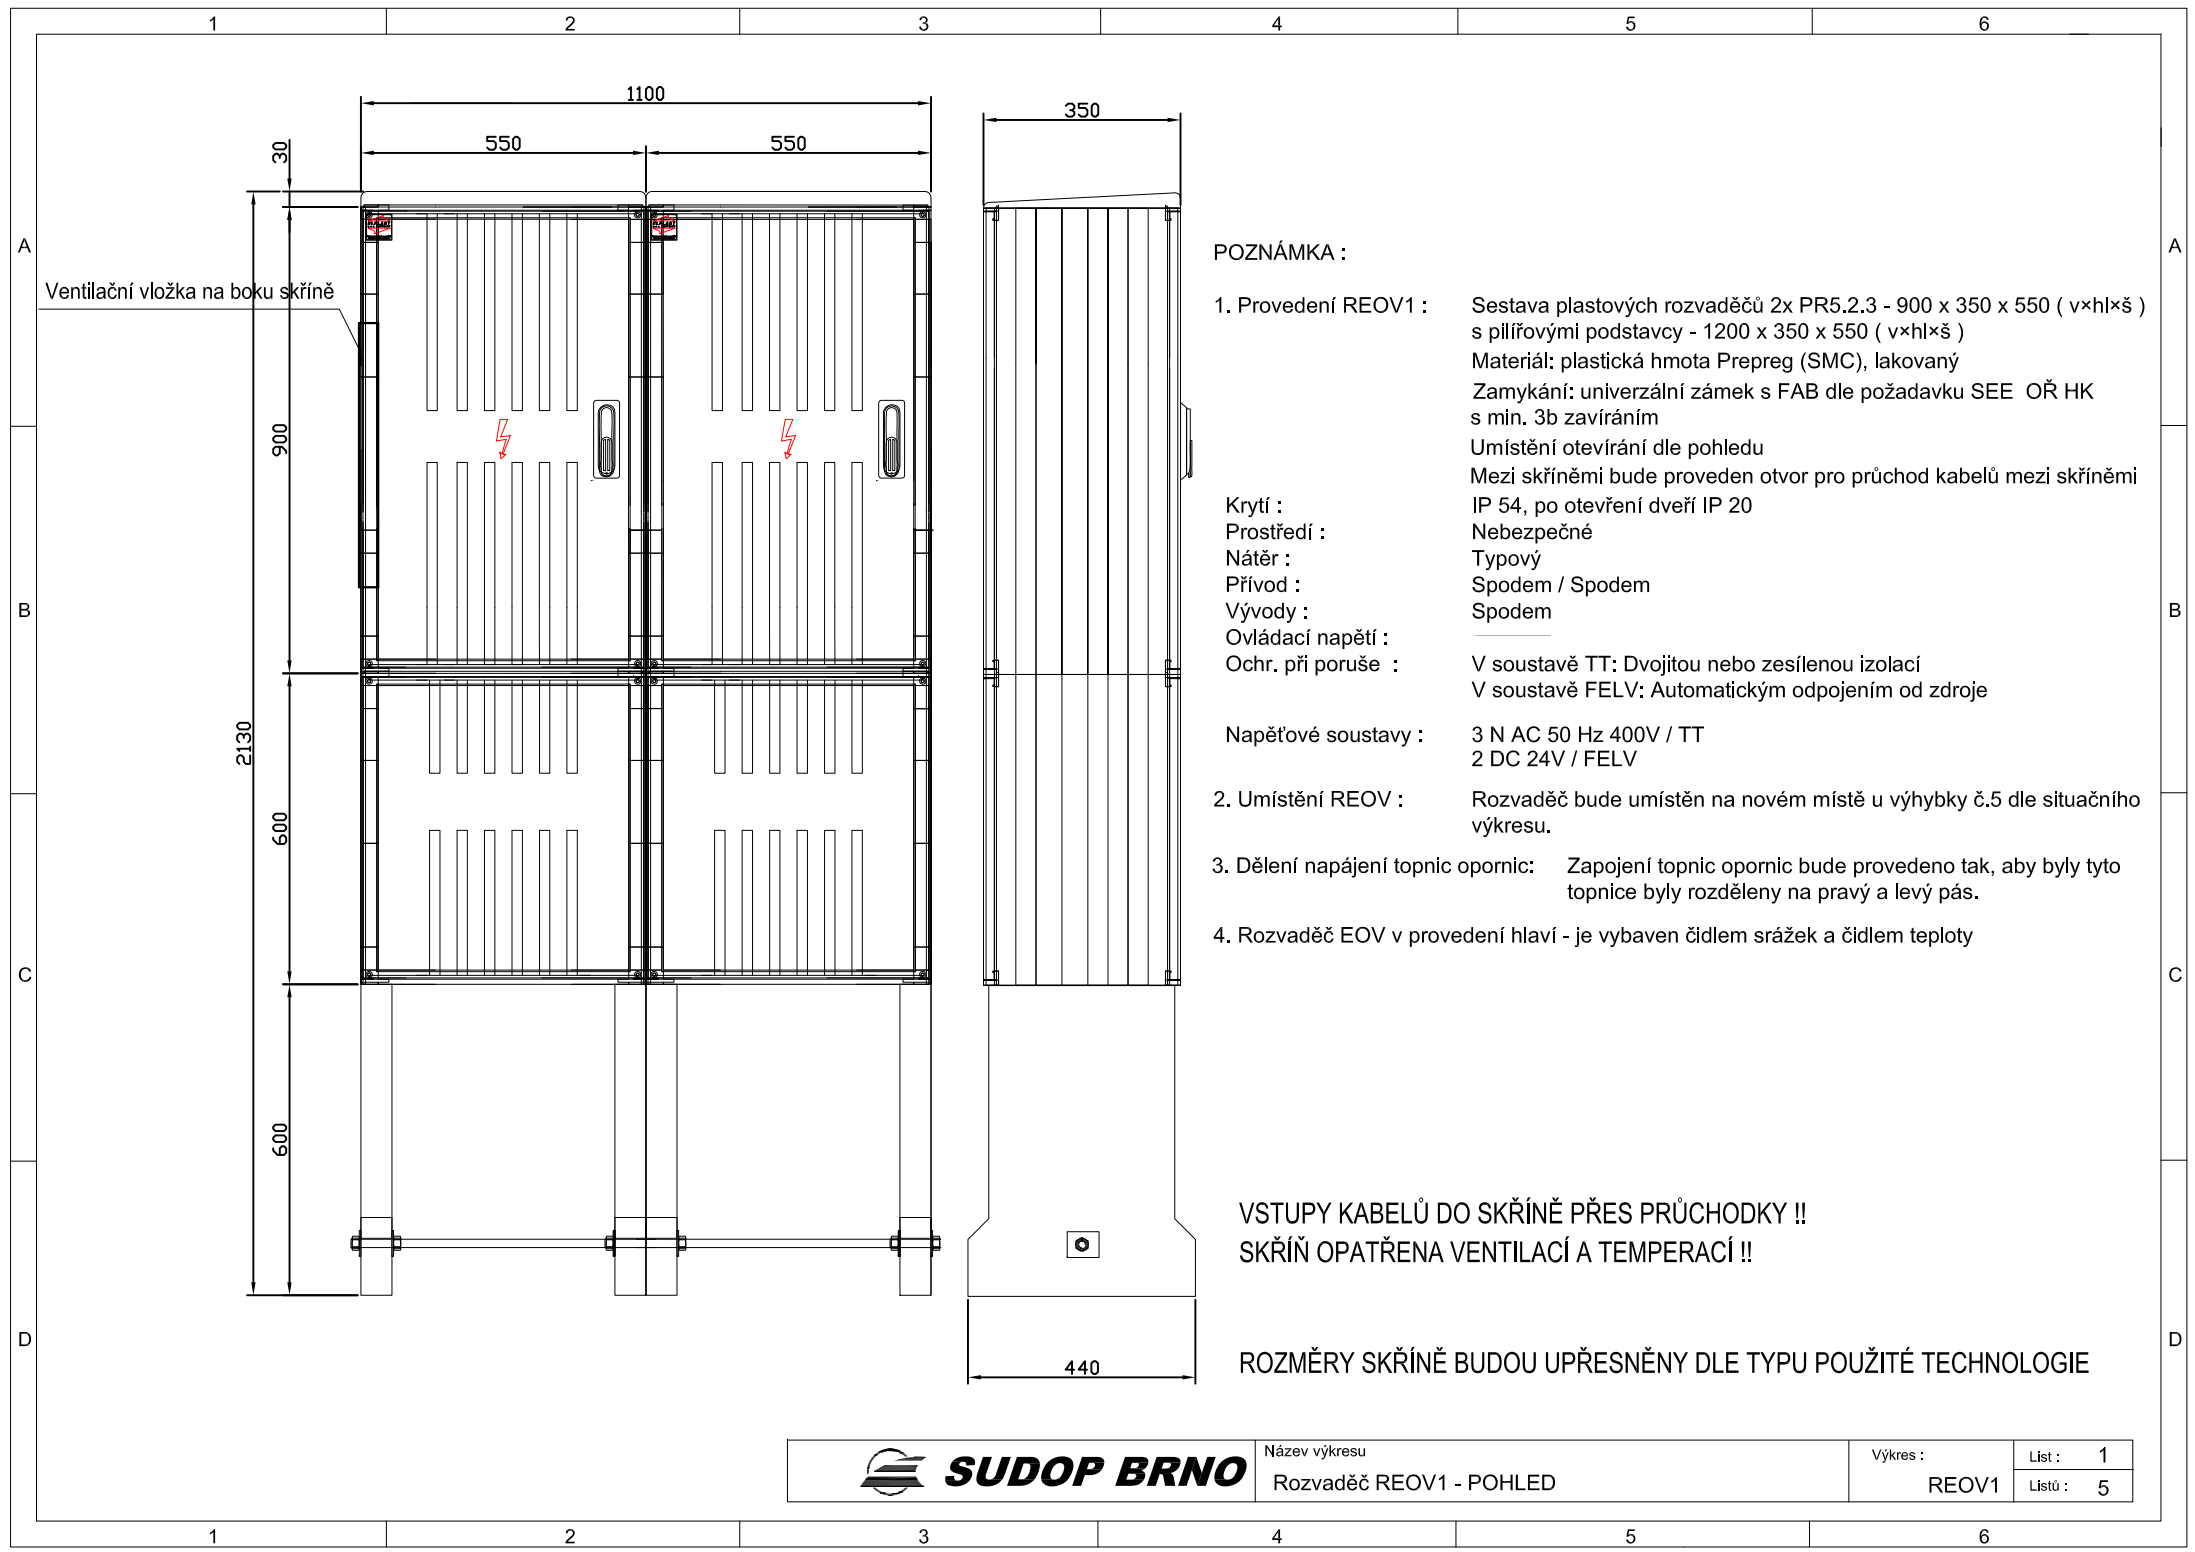 1 2 3 4 5 6
1100
350
550 550
30
A A
POZNÁMKA :
Ventilační vložka na boku skříně
1. Provedení REOV1 : Sestava plastových rozvaděčů 2x PR5.2.3 - 900 x 350 x 550 ( v×hl×š )
s pilířovými podstavcy - 1200 x 350 x 550 ( v×hl×š )
Materiál: plastická hmota Prepreg (SMC), lakovaný
Zamykání: univerzální zámek s FAB dle požadavku SEE OŘ HK
s min. 3b zavíráním
900
Umístění otevírání dle pohledu
Mezi skříněmi bude proveden otvor pro průchod kabelů mezi skříněmi
Krytí : IP 54, po otevření dveří IP 20
Prostředí : Nebezpečné
Nátěr : Typový
Přívod : Spodem / Spodem
B B
Vývody : Spodem
Ovládací napětí :
Ochr. při poruše : V soustavě TT: Dvojitou nebo zesílenou izolací
V soustavě FELV: Automatickým odpojením od zdroje
2130
Napěťové soustavy : 3 N AC 50 Hz 400V / TT
2 DC 24V / FELV
2. Umístění REOV : Rozvaděč bude umístěn na novém místě u výhybky č.5 dle situačního
výkresu.
600
3. Dělení napájení topnic opornic: Zapojení topnic opornic bude provedeno tak, aby byly tyto
topnice byly rozděleny na pravý a levý pás.
4. Rozvaděč EOV v provedení hlaví - je vybaven čidlem srážek a čidlem teploty
C C
600
VSTUPY KABELŮ DO SKŘÍNĚ PŘES PRŮCHODKY !!
SKŘÍŇ OPATŘENA VENTILACÍ A TEMPERACÍ !!
D D
440
ROZMĚRY SKŘÍNĚ BUDOU UPŘESNĚNY DLE TYPU POUŽITÉ TECHNOLOGIE
SUDOP BRNO
Název výkresu
Rozvaděč REOV1 - POHLED
Výkres :
REOV1
List : 1
Listů : 5
1 2 3 4 5 6